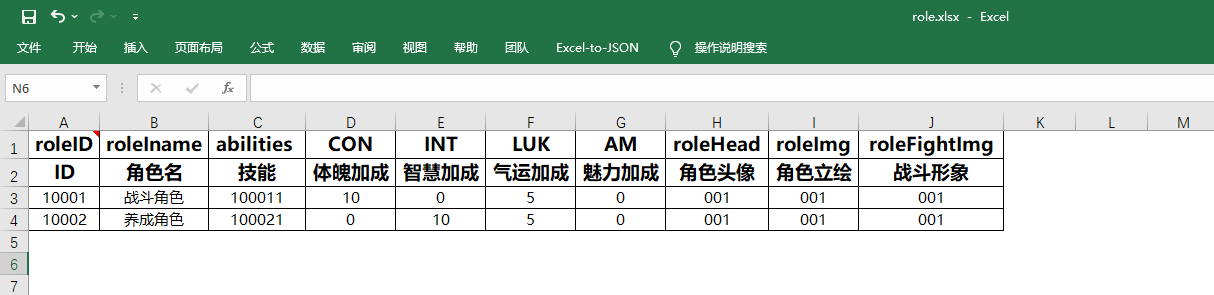 role.xlsx - Excel
文件 开始 插入 页面布局 公式 数据 审阅 视图 帮助 团队 Excel-to-JSON 操作说明搜索
N6 fx
A B C D E F G H I J K L M
1 roleID roleIname abilities CON INT LUK AM roleHead roleImg roleFightImg
2 ID 角色名 技能 体魄加成 智慧加成 气运加成 魅力加成 角色头像 角色立绘 战斗形象
3 10001 战斗角色 100011 10 0 5 0 001 001 001
4 10002 养成角色 100021 0 10 5 0 001 001 001
5
6
7